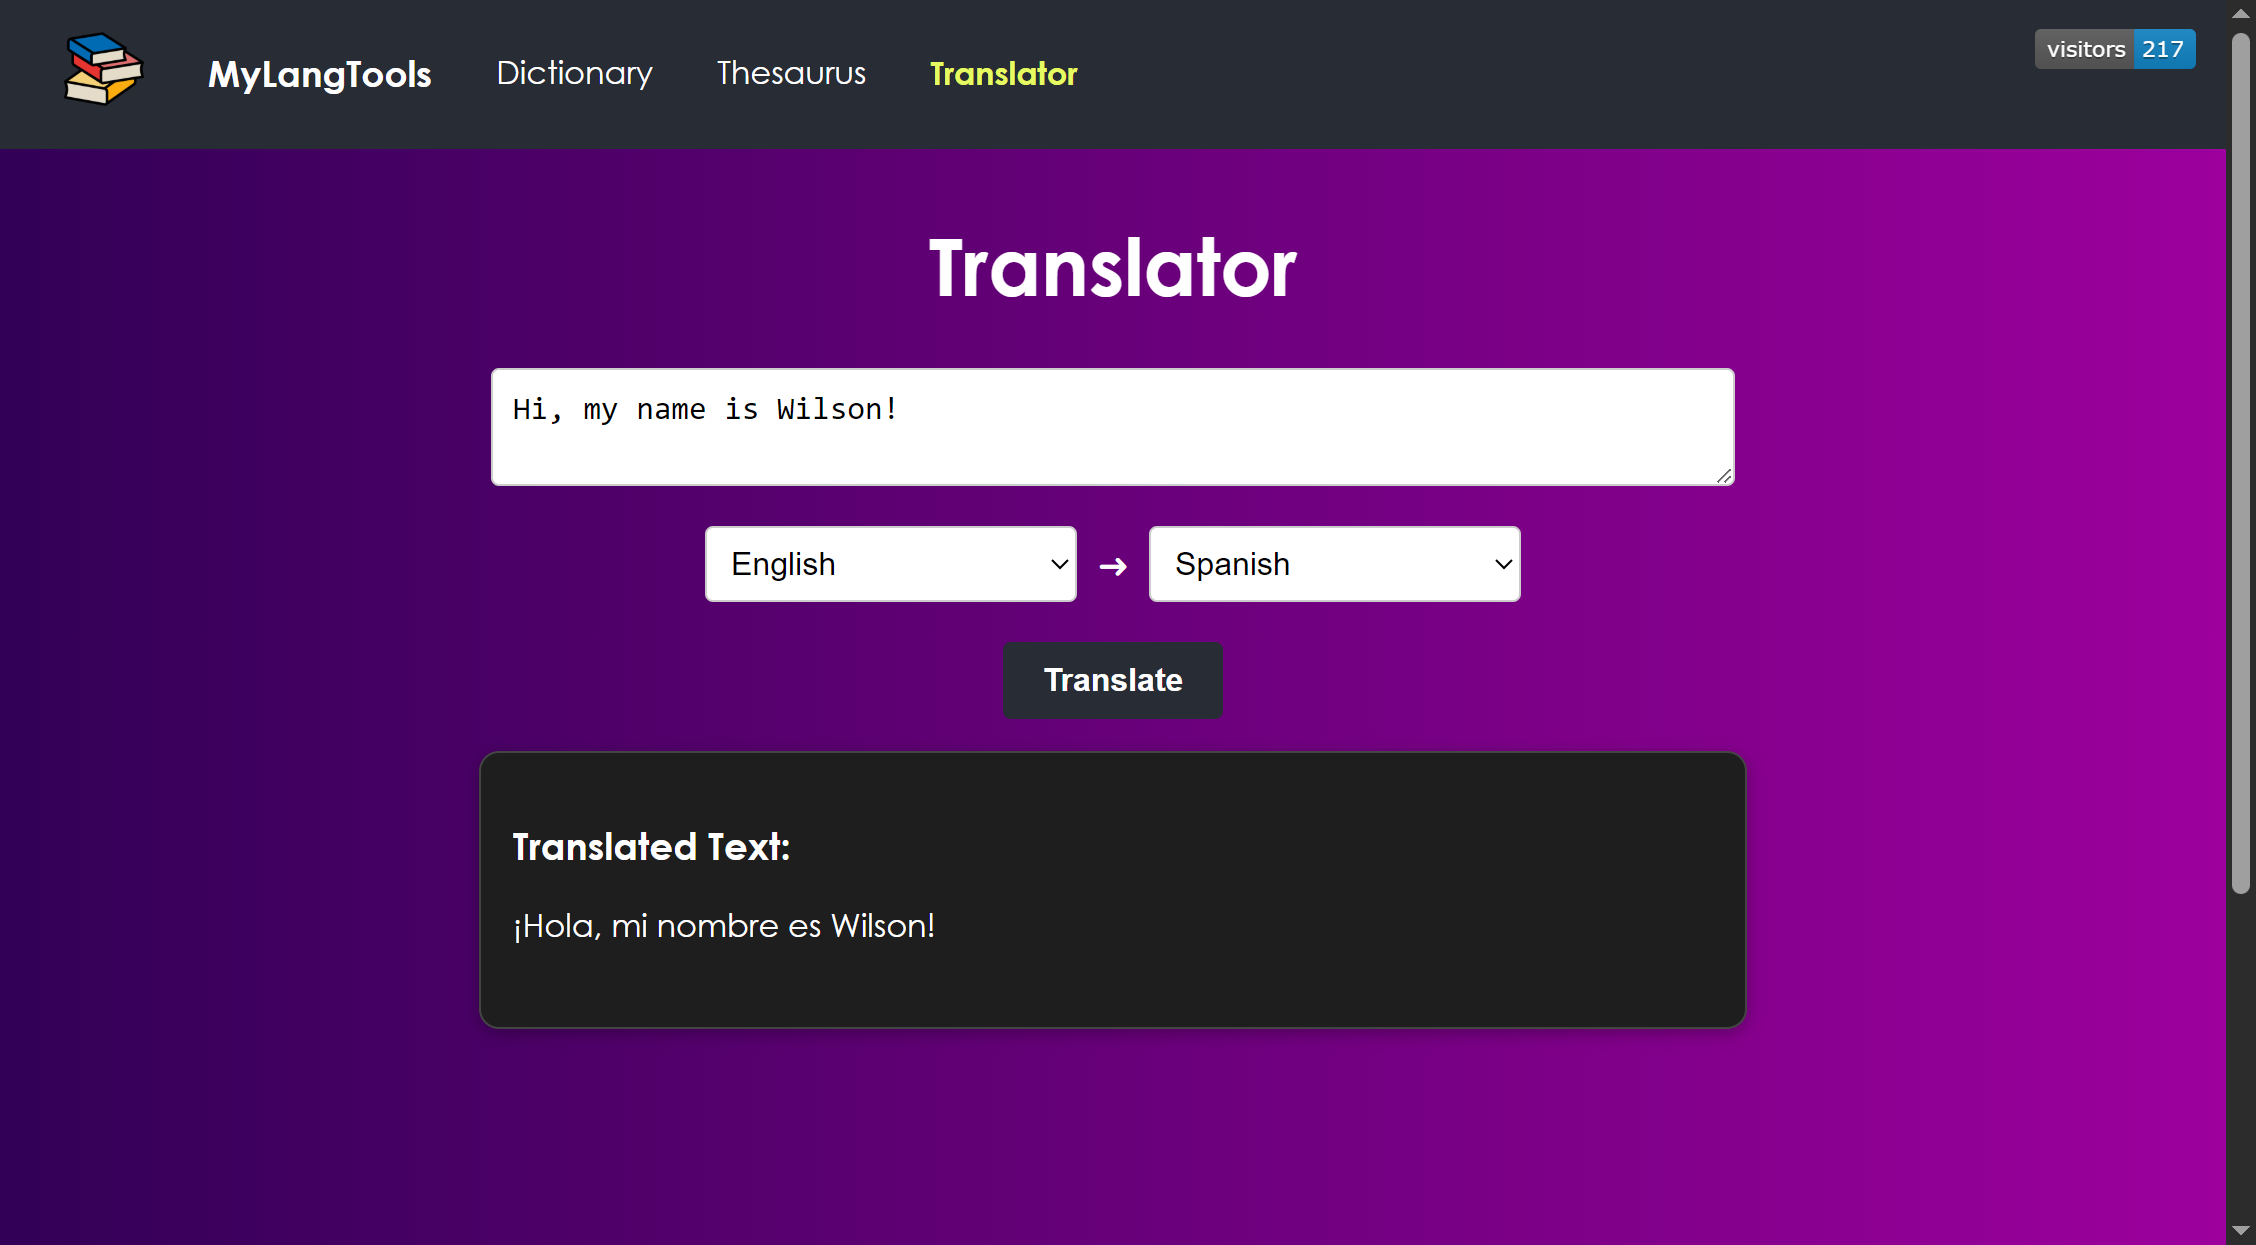 MyLangTools Dictionary Thesaurus Translator
visitors 217
Translator
Hi, my name is Wilson!
English → Spanish
Translate
Translated Text:
¡Hola, mi nombre es Wilson!